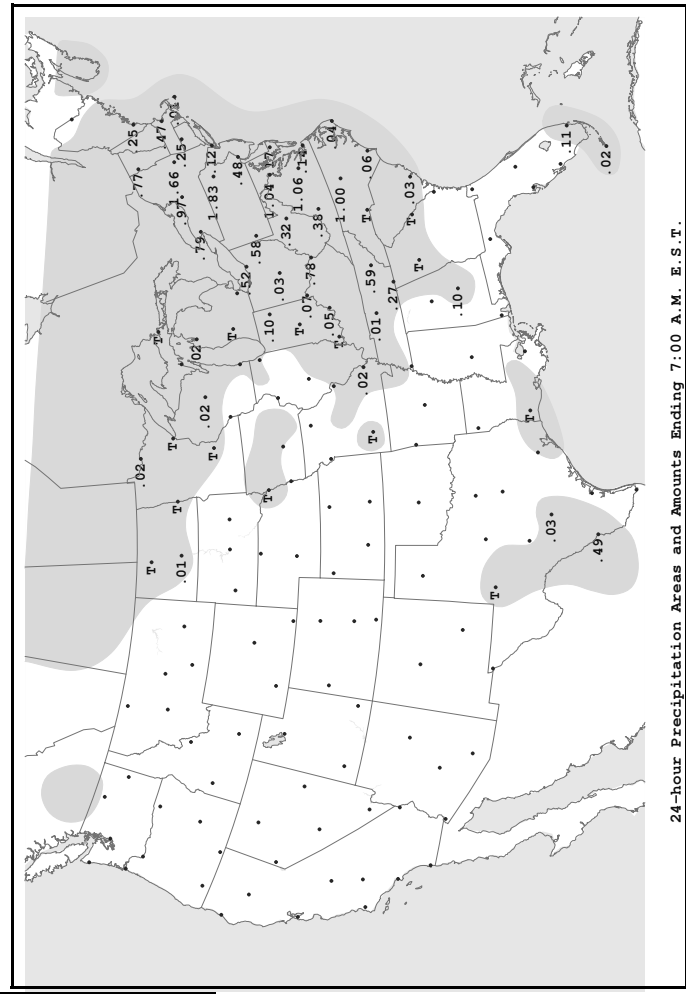 .25
.77
.02
T
T
.47
T
1.66
.01
T
.25
.01
.97
.02
.79
.02
1.83
.12
T
T
.48
.52
.58
T
.10
1.04
.17
.03
.32
1.06
T
.14
.07
.78
.38
.05
.04
T
1.00
.02
T
.06
.59
T
.01
.27
.03
T
T
.10
T
T
.03
.11
.49
.02
24-hour Precipitation Areas and Amounts Ending 7:00 A.M. E.S.T.